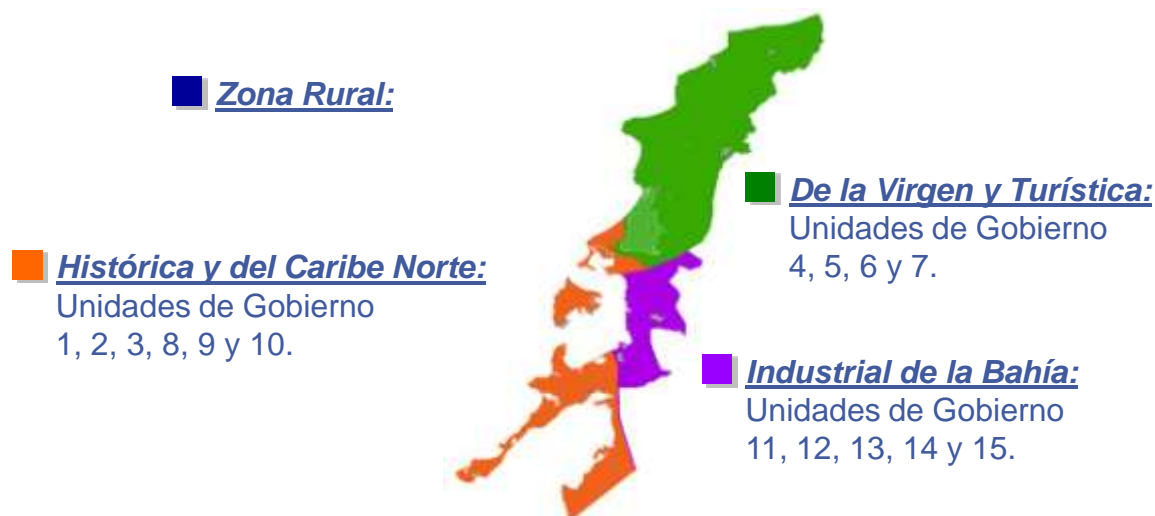 Zona Rural:
De la Virgen y Turística:
Unidades de Gobierno
4, 5, 6 y 7.
Histórica y del Caribe Norte:
Unidades de Gobierno
1, 2, 3, 8, 9 y 10.
Industrial de la Bahía:
Unidades de Gobierno
11, 12, 13, 14 y 15.